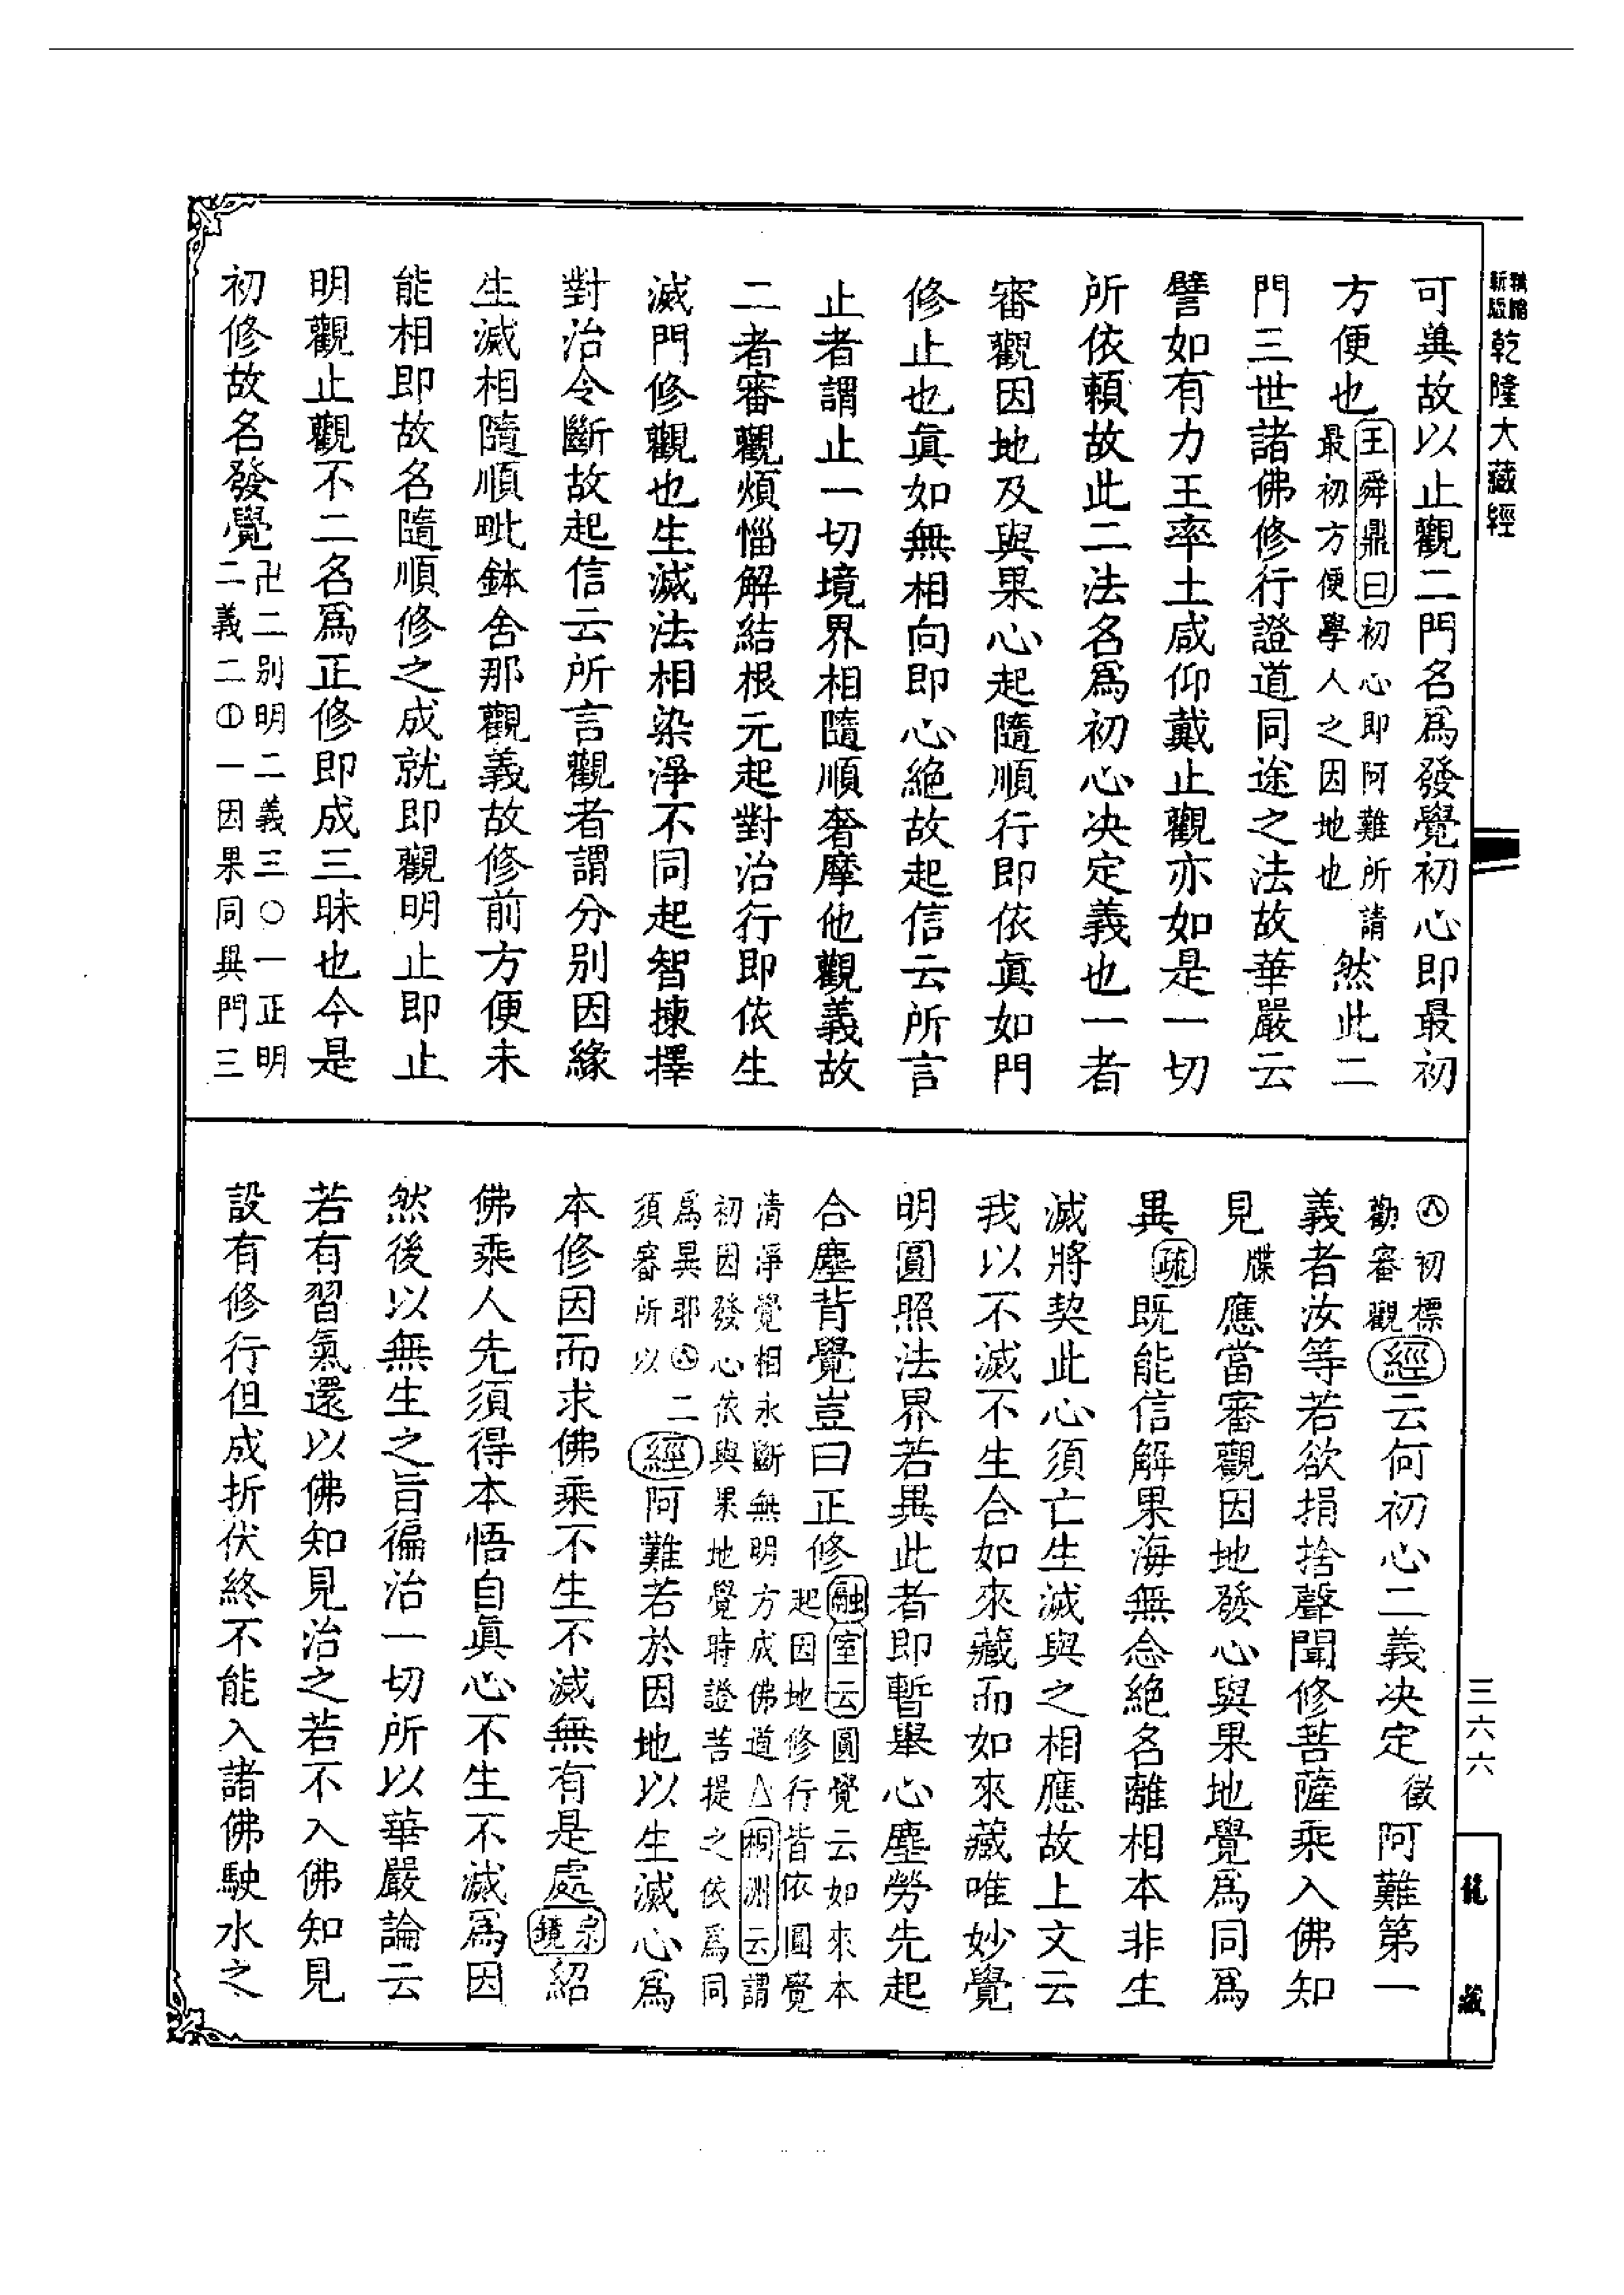 乾隆大藏經
可㒷故以止觀二門名爲發覺初心即最初
方便也
王舜鼎曰初心即阿難所請
最初方便學人之因地也
然此二
門三世諸佛修行證道同途之法故華嚴云
譬如有力王率土咸仰戴止觀亦如是一切
所依賴故此二法名爲初心决定義也一者
審觀因地及與果心起隨順行即依眞如門
修止也眞如無相向即心絶故起信云所言
止者謂止一切境界相隨順奢摩他觀義故
二者審觀煩惱解結根元起對治行即依生
滅門修觀也生滅法相染淨不同起智揀擇
對治令斷故起信云所言觀者謂分别因緣
生滅相隨順毗鉢舍那觀義故修前方便未
能相即故名隨順修之成就即觀明止即止
明觀止觀不二名爲正修即成三昧也今是
初修故名發覺
卍二别明二義三○一正明
二義二①一因果同異門三
初標
勸審觀
經云何初心二義决定
徵
阿難第一
義者汝等若欲捐捨聲聞修菩薩乘入佛知
見
牒
應當審觀因地發心與果地覺爲同爲
異
疏
既能信解果海無念絶名離相本非生
滅將契此心須亡生滅與之相應故上文云
我以不滅不生合如來藏而如來藏唯妙覺
明圓照法界若異此者即暫舉心塵勞先起
合塵背覺豈曰正修
融室云圓覺云如來本
起因地修行皆依圓覺
清淨覺相永斷無明方成佛道△桐洲云謂
初因發心依與果地覺時證菩提之依爲同
爲異耶
二
須審所以
經
阿難若於因地以生滅心爲
本修因而求佛乘不生不滅無有是處
宗鏡
紹
佛乘人先須得本悟自眞心不生不滅爲因
然後以無生之旨徧治一切所以華嚴論云
若有習氣還以佛知見治之若不入佛知見
設有修行但成折伏終不能入諸佛駛水之
三六六
龍藏